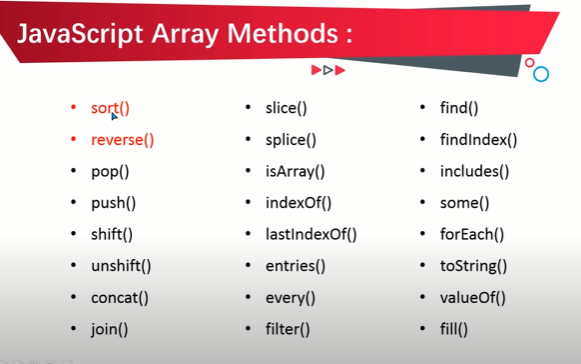 JavaScript Array Methods :
• sort()
• reverse()
• pop()
• push()
• shift()
• unshift()
• concat()
• join()
• slice()
• splice()
• isArray()
• indexOf()
• lastIndexOf()
• entries()
• every()
• filter()
• find()
• findIndex()
• includes()
• some()
• forEach()
• toString()
• valueOf()
• fill()